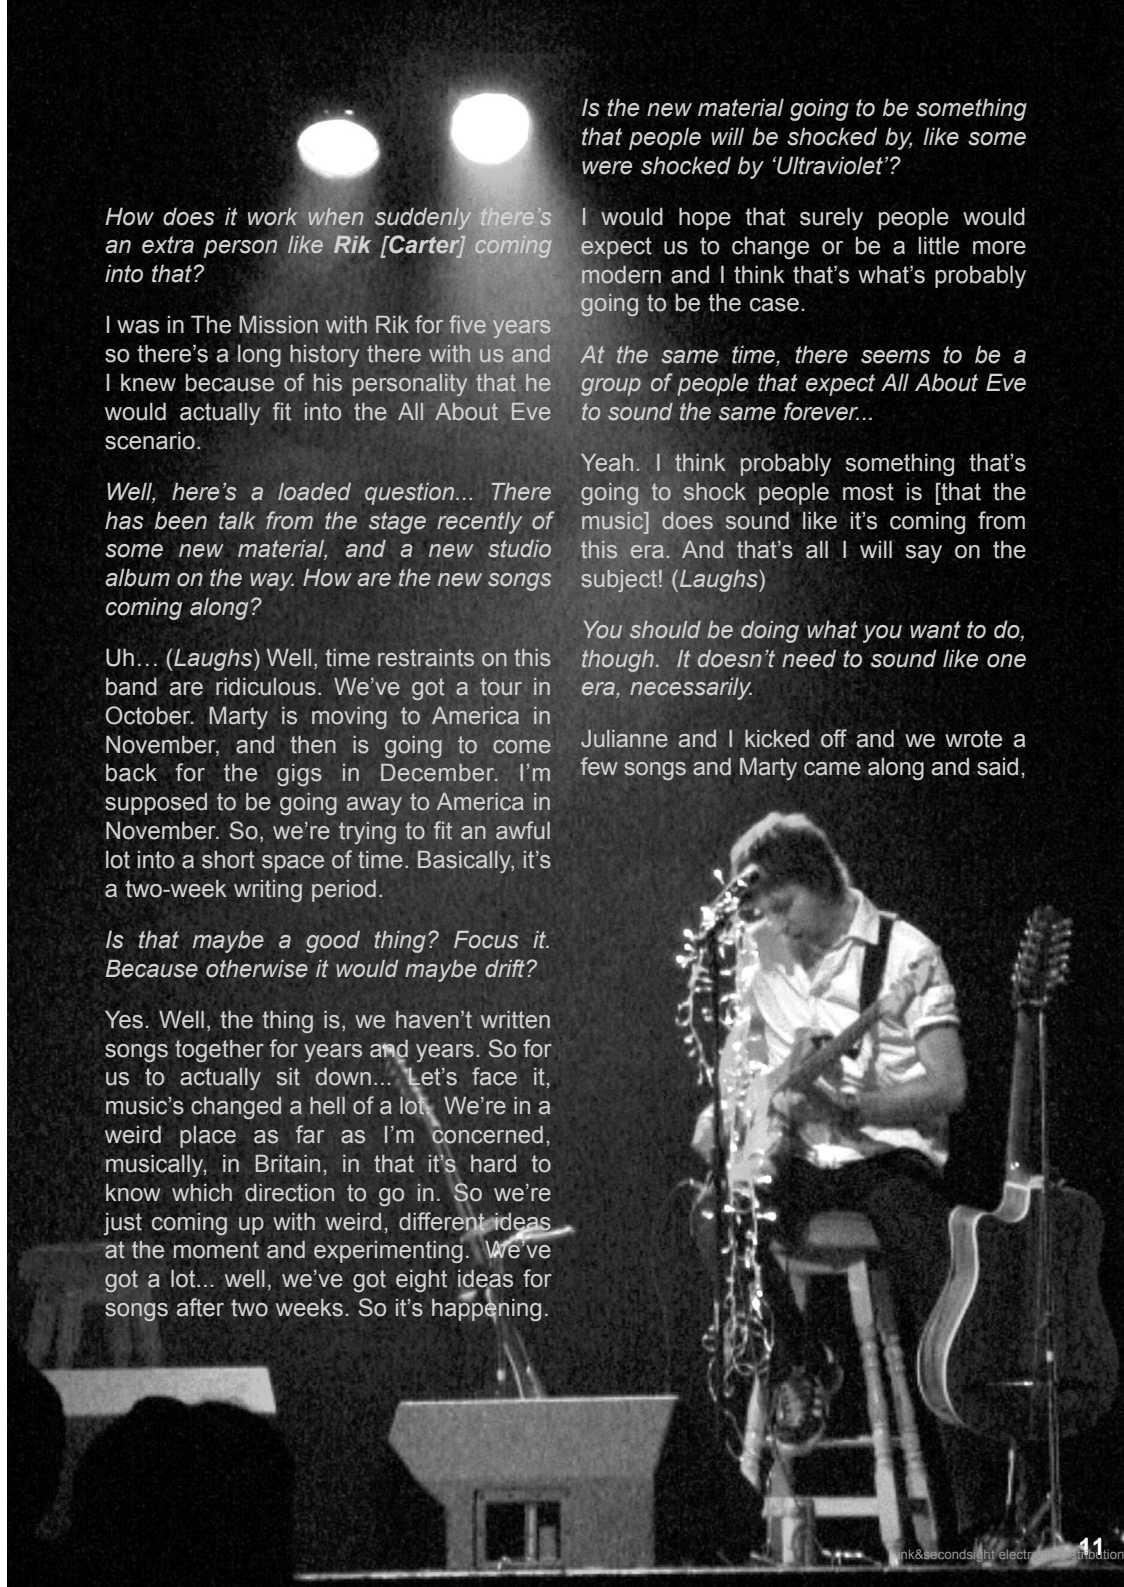 How does it work when suddenly there's
an extra person like Rik [Carter] coming
into that?
I was in The Mission with Rik for five years
so there's a long history there with us and
I knew because of his personality that he
would actually fit into the All About Eve
scenario.
Well, here's a loaded question... There
has been talk from the stage recently of
some new material, and a new studio
album on the way. How are the new songs
coming along?
Uh… (Laughs) Well, time restraints on this
band are ridiculous. We've got a tour in
October. Marty is moving to America in
November, and then is going to come
back for the gigs in December. I'm
supposed to be going away to America in
November. So, we're trying to fit an awful
lot into a short space of time. Basically, it's
a two-week writing period.
Is that maybe a good thing? Focus it.
Because otherwise it would maybe drift?
Yes. Well, the thing is, we haven't written
songs together for years and years. So for
us to actually sit down... Let's face it,
music's changed a hell of a lot. We're in a
weird place as far as I'm concerned,
musically, in Britain, in that it's hard to
know which direction to go in. So we're
just coming up with weird, different ideas
at the moment and experimenting. We've
got a lot... well, we've got eight ideas for
songs after two weeks. So it's happening.
Is the new material going to be something
that people will be shocked by, like some
were shocked by ‘Ultraviolet’?
I would hope that surely people would
expect us to change or be a little more
modern and I think that's what's probably
going to be the case.
At the same time, there seems to be a
group of people that expect All About Eve
to sound the same forever...
Yeah. I think probably something that's
going to shock people most is [that the
music] does sound like it's coming from
this era. And that's all I will say on the
subject! (Laughs)
You should be doing what you want to do,
though. It doesn't need to sound like one
era, necessarily.
Julianne and I kicked off and we wrote a
few songs and Marty came along and said,
11